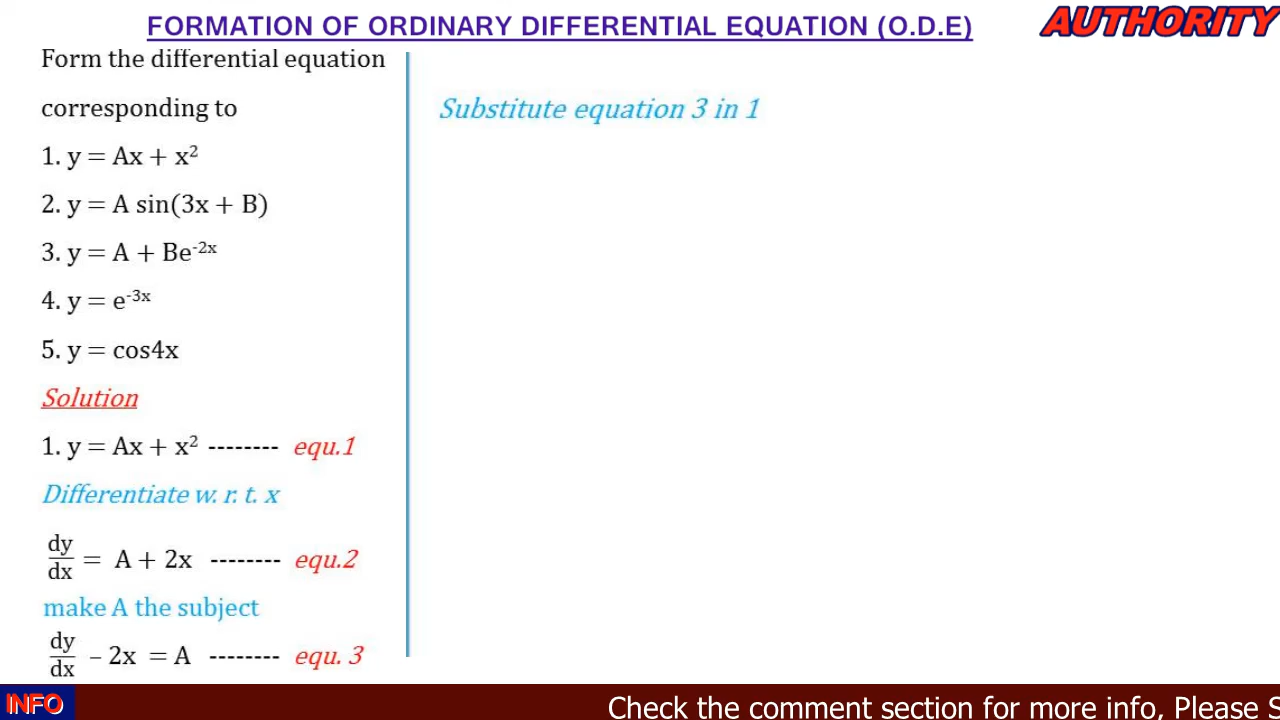 FORMATION OF ORDINARY DIFFERENTIAL EQUATION (O.D.E)
AUTHORITY
Form the differential equation
corresponding to
1. y = Ax + x²
2. y = A sin(3x + B)
3. y = A + Be⁻²ˣ
4. y = e⁻³ˣ
5. y = cos4x
Solution
1. y = Ax + x² -------- equ.1
Differentiate w. r. t. x
dy/dx = A + 2x -------- equ.2
make A the subject
dy/dx – 2x = A -------- equ. 3
Substitute equation 3 in 1
INFO
Check the comment section for more info, Please S